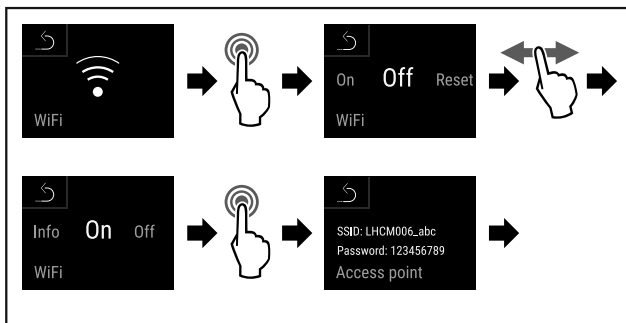 WiFi
On Off Reset
WiFi
Info On Off
WiFi
SSID: LHCM006_abc
Password: 123456789
Access point